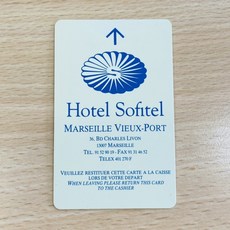 Hotel Sofitel
MARSEILLE VIEUX-PORT
36, BD CHARLES LIVON
13007 MARSEILLE
TEL. 91 52 90 19 - FAX 91 31 46 52
TELEX 401 270 F
VEUILLEZ RESTITUER CETTE CARTE A LA CAISSE
LORS DE VOTRE DEPART
WHEN LEAVING PLEASE RETURN THIS CARD
TO THE CASHIER